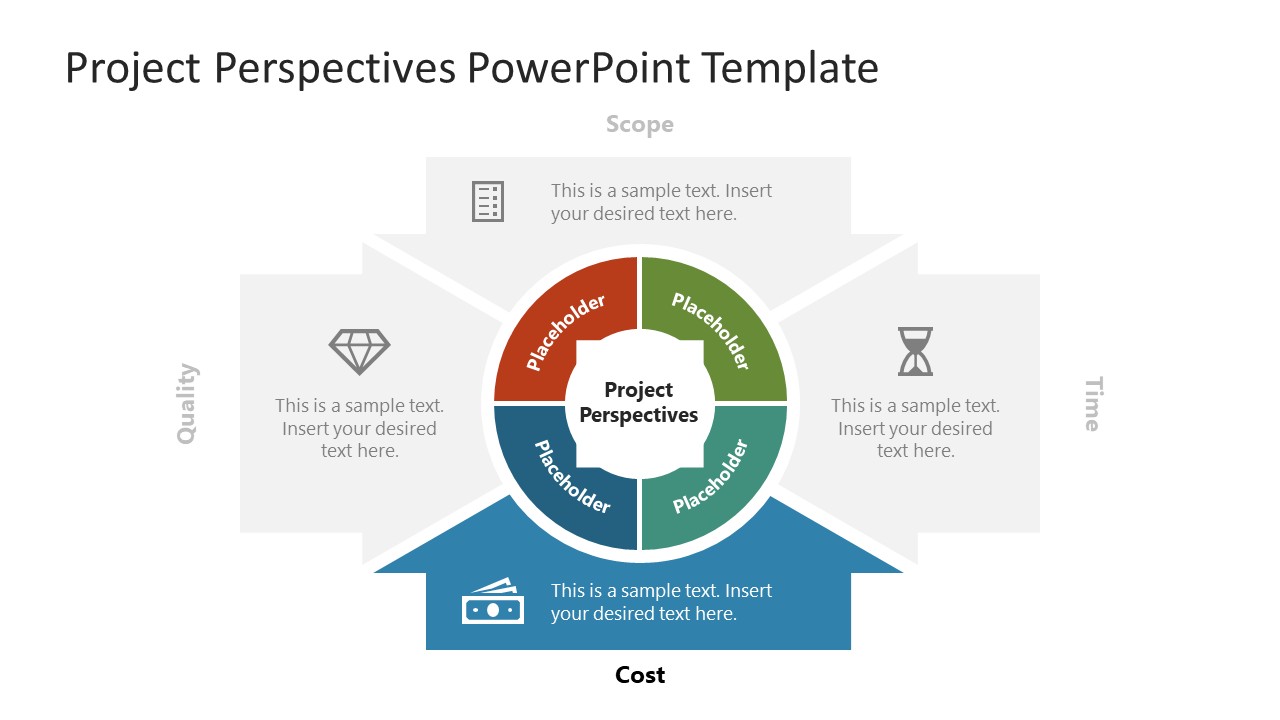 Project Perspectives PowerPoint Template
Scope
This is a sample text. Insert
your desired text here.
Quality
This is a sample text.
Insert your desired
text here.
Placeholder
Placeholder
Project
Perspectives
Placeholder
Placeholder
This is a sample text.
Insert your desired
text here.
Time
This is a sample text. Insert
your desired text here.
Cost